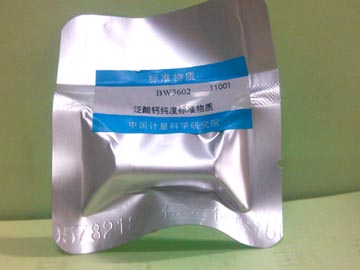 标准物质
BW3602 11001
泛酸钙纯度标准物质
中国计量科学研究院